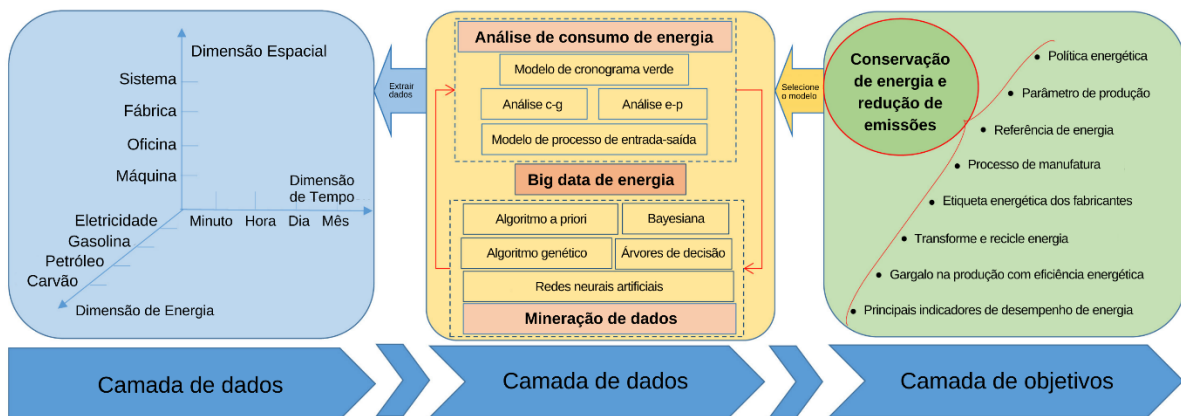 Dimensão Espacial
Sistema
Fábrica
Oficina
Máquina
Dimensão
de Tempo
Minuto Hora Dia Mês
Eletricidade
Gasolina
Petróleo
Carvão
Dimensão de Energia
Extrair
dados
Análise de consumo de energia
Modelo de cronograma verde
Análise c-g
Análise e-p
Modelo de processo de entrada-saída
Big data de energia
Algoritmo a priori
Bayesiana
Algoritmo genético
Árvores de decisão
Redes neurais artificiais
Mineração de dados
Selecione
o modelo
Conservação
de energia e
redução de
emissões
Política energética
Parâmetro de produção
Referência de energia
Processo de manufatura
Etiqueta energética dos fabricantes
Transforme e recicle energia
Gargalo na produção com eficiência energética
Principais indicadores de desempenho de energia
Camada de dados
Camada de dados
Camada de objetivos